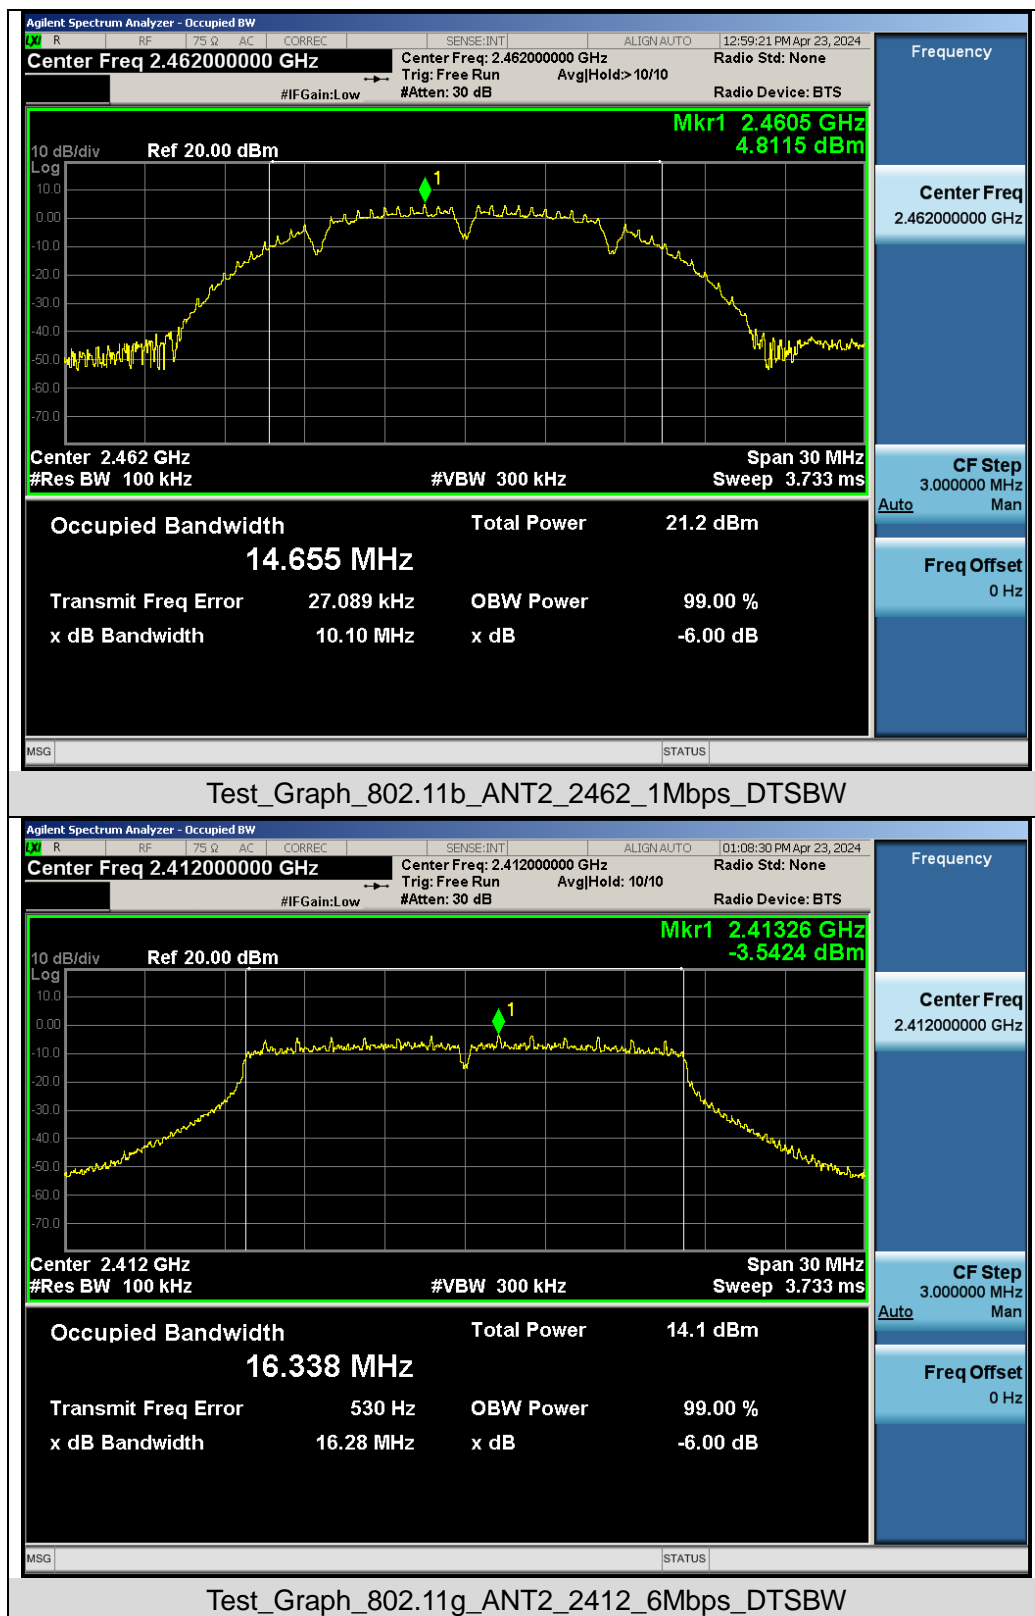 Agilent Spectrum Analyzer - Occupied BW
LXI R RF 75 Ω AC CORREC SENSE:INT ALIGN AUTO 12:59:21 PM Apr 23, 2024
Center Freq 2.462000000 GHz Center Freq: 2.462000000 GHz Radio Std: None
Trig: Free Run Avg|Hold:> 10/10
#IFGain:Low #Atten: 30 dB Radio Device: BTS
Frequency
Mkr1 2.4605 GHz
4.8115 dBm
10 dB/div Ref 20.00 dBm
Log
10.0
0.00
-10.0
-20.0
-30.0
-40.0
-50.0
-60.0
-70.0
1
Center 2.462 GHz Span 30 MHz
#Res BW 100 kHz #VBW 300 kHz Sweep 3.733 ms
Center Freq
2.462000000 GHz
CF Step
3.000000 MHz
Auto Man
Freq Offset
0 Hz
Occupied Bandwidth Total Power 21.2 dBm
14.655 MHz
Transmit Freq Error 27.089 kHz OBW Power 99.00 %
x dB Bandwidth 10.10 MHz x dB -6.00 dB
MSG STATUS
Test_Graph_802.11b_ANT2_2462_1Mbps_DTSBW
Agilent Spectrum Analyzer - Occupied BW
LXI R RF 75 Ω AC CORREC SENSE:INT ALIGN AUTO 01:08:30 PM Apr 23, 2024
Center Freq 2.412000000 GHz Center Freq: 2.412000000 GHz Radio Std: None
Trig: Free Run Avg|Hold: 10/10
#IFGain:Low #Atten: 30 dB Radio Device: BTS
Frequency
Mkr1 2.41326 GHz
-3.5424 dBm
10 dB/div Ref 20.00 dBm
Log
10.0
0.00
-10.0
-20.0
-30.0
-40.0
-50.0
-60.0
-70.0
1
Center 2.412 GHz Span 30 MHz
#Res BW 100 kHz #VBW 300 kHz Sweep 3.733 ms
Center Freq
2.412000000 GHz
CF Step
3.000000 MHz
Auto Man
Freq Offset
0 Hz
Occupied Bandwidth Total Power 14.1 dBm
16.338 MHz
Transmit Freq Error 530 Hz OBW Power 99.00 %
x dB Bandwidth 16.28 MHz x dB -6.00 dB
MSG STATUS
Test_Graph_802.11g_ANT2_2412_6Mbps_DTSBW